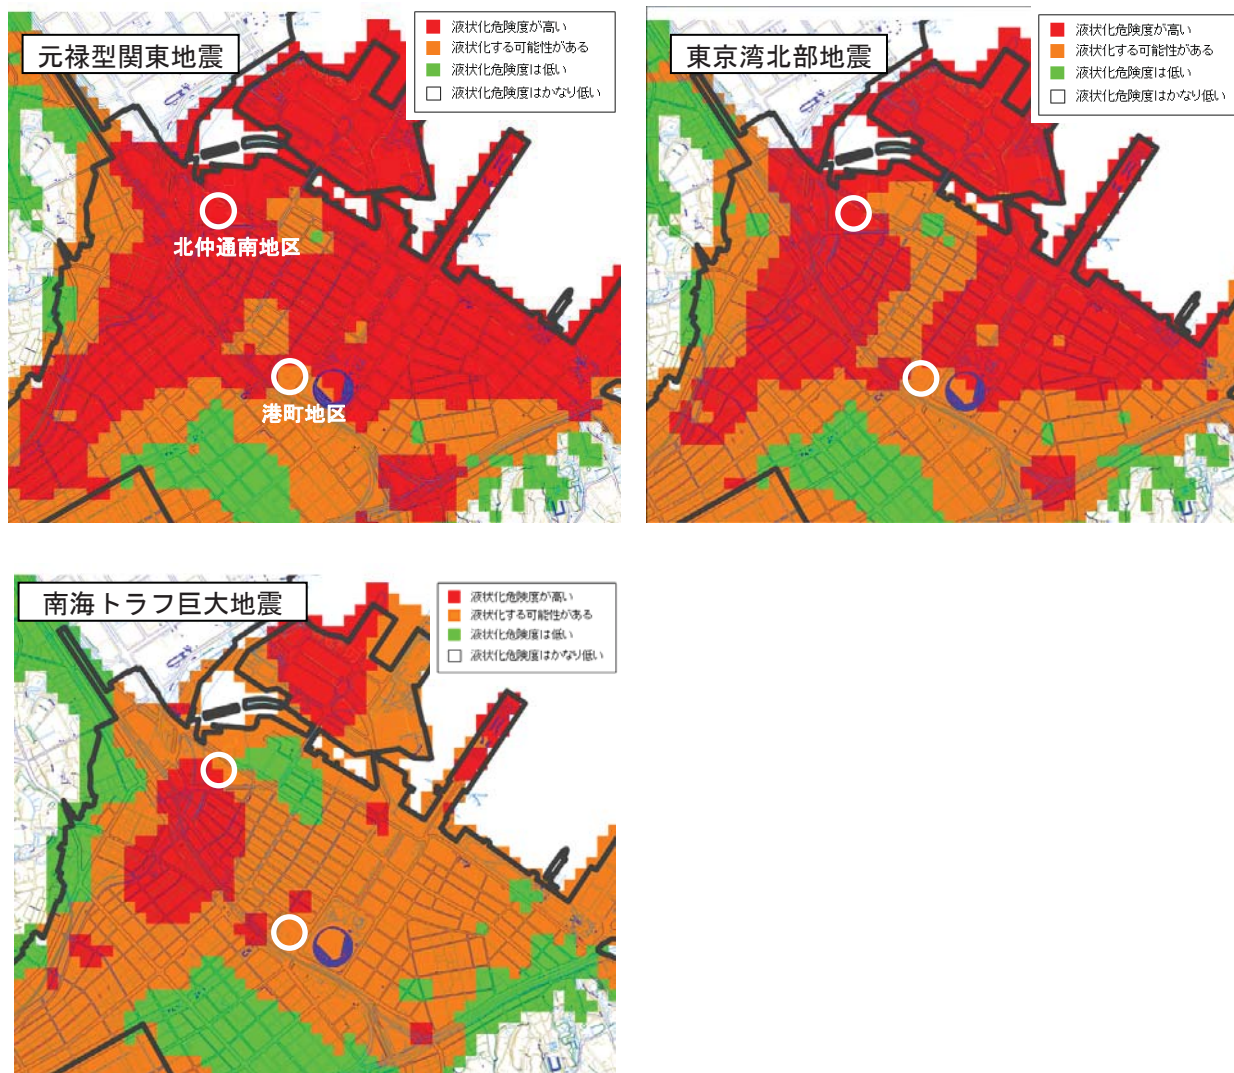 元禄型関東地震
液状化危険度が高い
液状化する可能性がある
液状化危険度は低い
液状化危険度はかなり低い
北仲通南地区
港町地区
東京湾北部地震
液状化危険度が高い
液状化する可能性がある
液状化危険度は低い
液状化危険度はかなり低い
南海トラフ巨大地震
液状化危険度が高い
液状化する可能性がある
液状化危険度は低い
液状化危険度はかなり低い